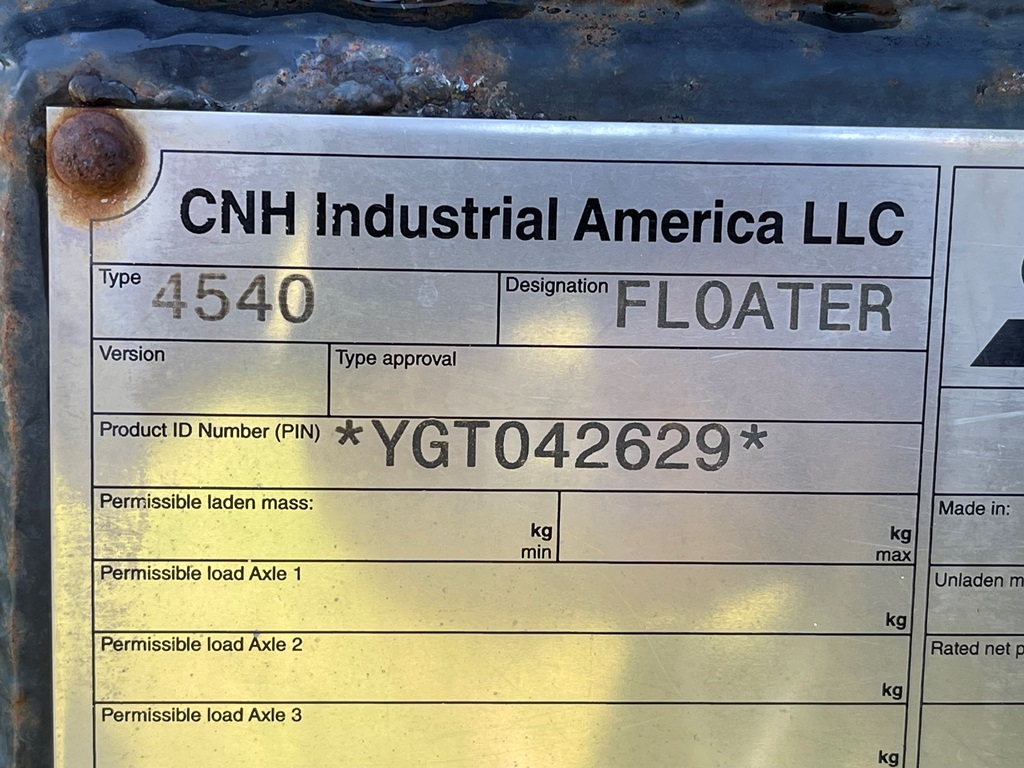 CNH Industrial America LLC
Type 4540 Designation FLOATER
Version Type approval
Product ID Number (PIN) *YGT042629*
Permissible laden mass: kg min kg max
Made in:
Permissible load Axle 1 kg
Unladen m
Permissible load Axle 2 kg
Rated net p
Permissible load Axle 3 kg